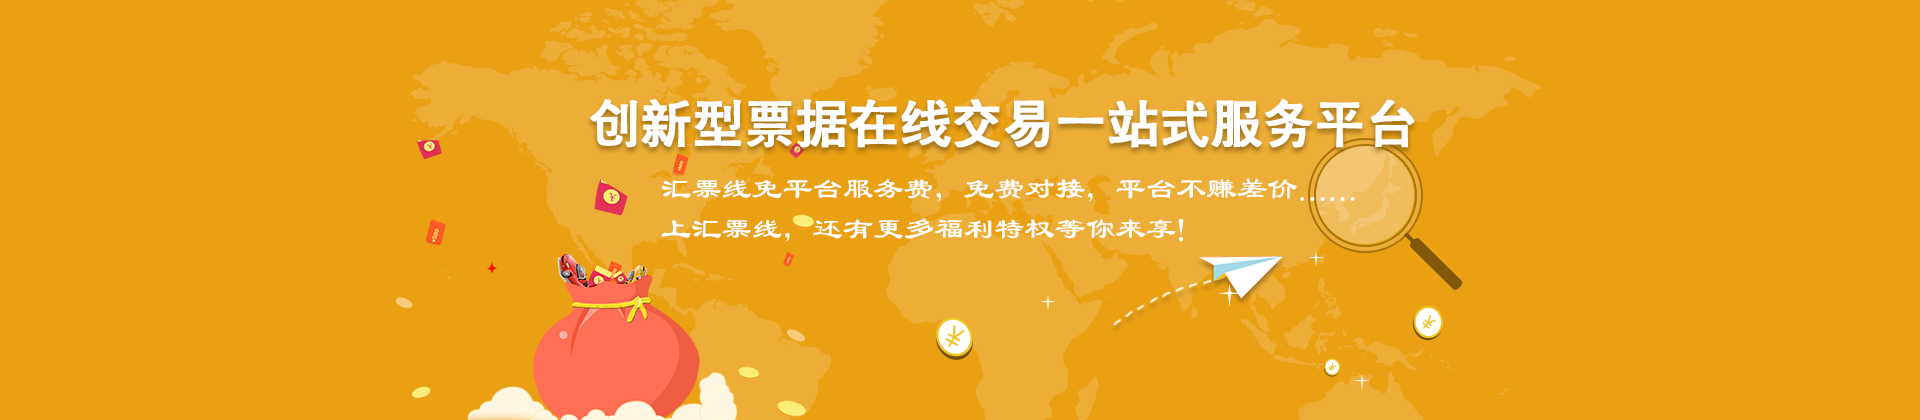 创新型票据在线交易一站式服务平台
汇票线免平台服务费，免费对接，平台不赚差价......
上汇票线，还有更多福利特权等你来享！